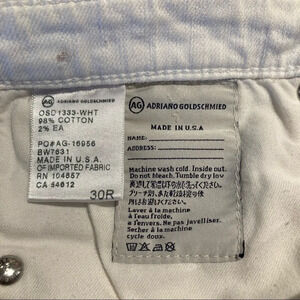 AG ADRIANO GOLDSCHMIED
OSD1333-WHT
98% COTTON
2% EA
PO#AG-16956
BW7631
MADE IN U.S.A.
OF IMPORTED FABRIC
RN 104857
CA 54612
30R
AG ADRIANO GOLDSCHMIED
MADE IN U.S.A.
NAME:
ADDRESS:
Machine wash cold. Inside out.
Do not Bleach. Tumble dry low
Laver à la machine
à l'eau froide,
a l'envers. Ne pas javelliser.
Sécher à la machine
cycle doux.